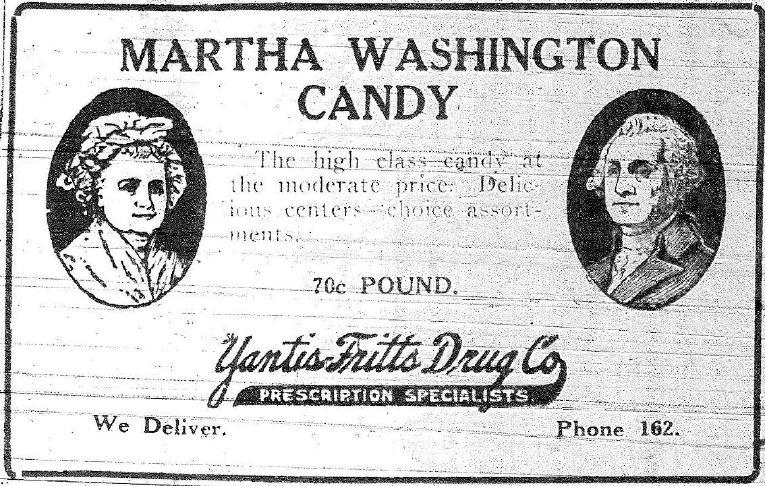 MARTHA WASHINGTON
CANDY
The high class candy at
the moderate price. Delic-
ious centers—choice assort-
ments.
70c POUND.
Yantis-Fritts Drug Co
PRESCRIPTION SPECIALISTS
We Deliver.
Phone 162.